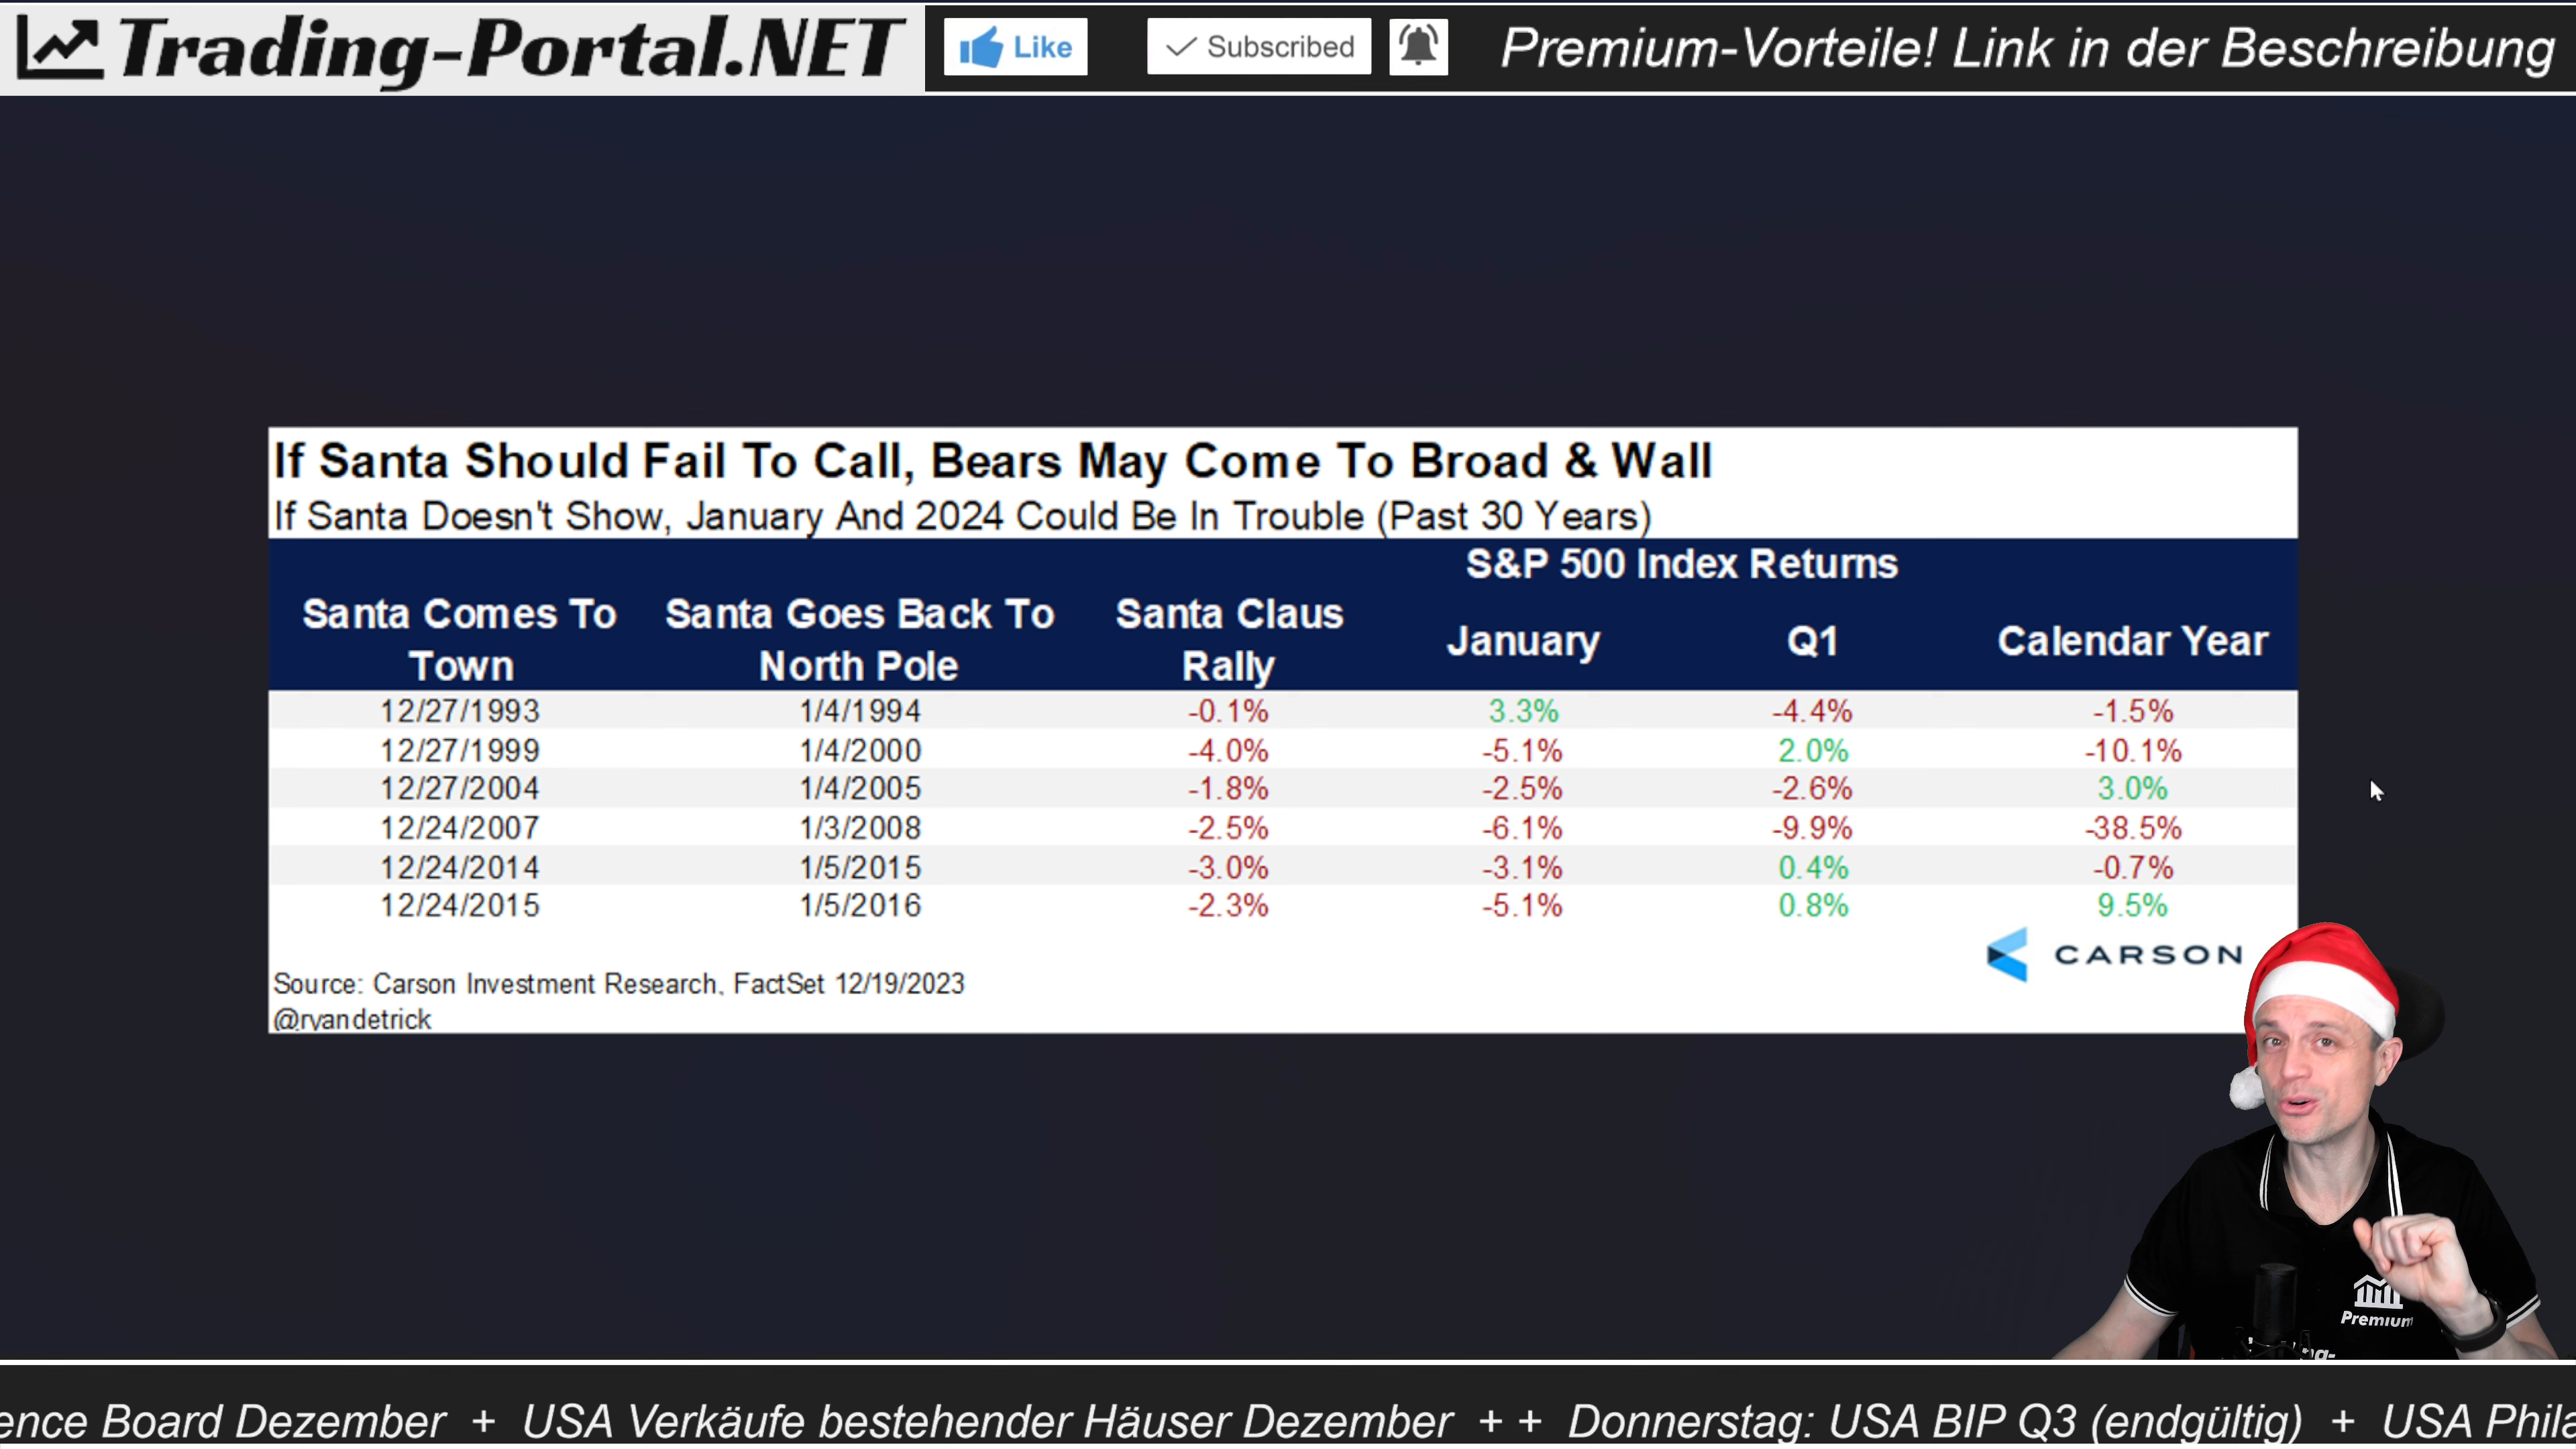 Trading-Portal.NET
Like
Subscribed
Premium-Vorteile! Link in der Beschreibung
If Santa Should Fail To Call, Bears May Come To Broad & Wall
If Santa Doesn't Show, January And 2024 Could Be In Trouble (Past 30 Years)
S&P 500 Index Returns
Santa Comes To Town Santa Goes Back To North Pole Santa Claus Rally January Q1 Calendar Year
12/27/1993 1/4/1994 -0.1% 3.3% -4.4% -1.5%
12/27/1999 1/4/2000 -4.0% -5.1% 2.0% -10.1%
12/27/2004 1/4/2005 -1.8% -2.5% -2.6% 3.0%
12/24/2007 1/3/2008 -2.5% -6.1% -9.9% -38.5%
12/24/2014 1/5/2015 -3.0% -3.1% 0.4% -0.7%
12/24/2015 1/5/2016 -2.3% -5.1% 0.8% 9.5%
CARSON
Source: Carson Investment Research, FactSet 12/19/2023
@ryandetrick
Premium
ence Board Dezember + USA Verkäufe bestehender Häuser Dezember + + Donnerstag: USA BIP Q3 (endgültig) + USA Phila